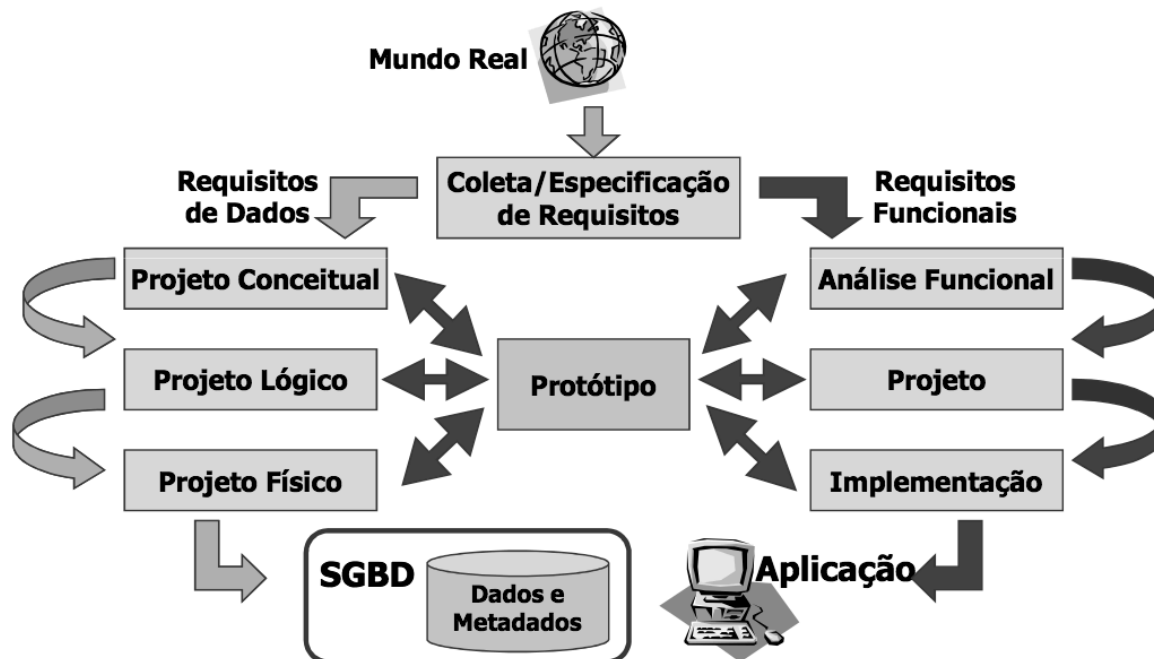 Mundo Real
Requisitos
de Dados
Coleta/Especificação
de Requisitos
Requisitos
Funcionais
Projeto Conceitual
Análise Funcional
Projeto Lógico
Protótipo
Projeto
Projeto Físico
Implementação
SGBD
Dados e
Metadados
Aplicação